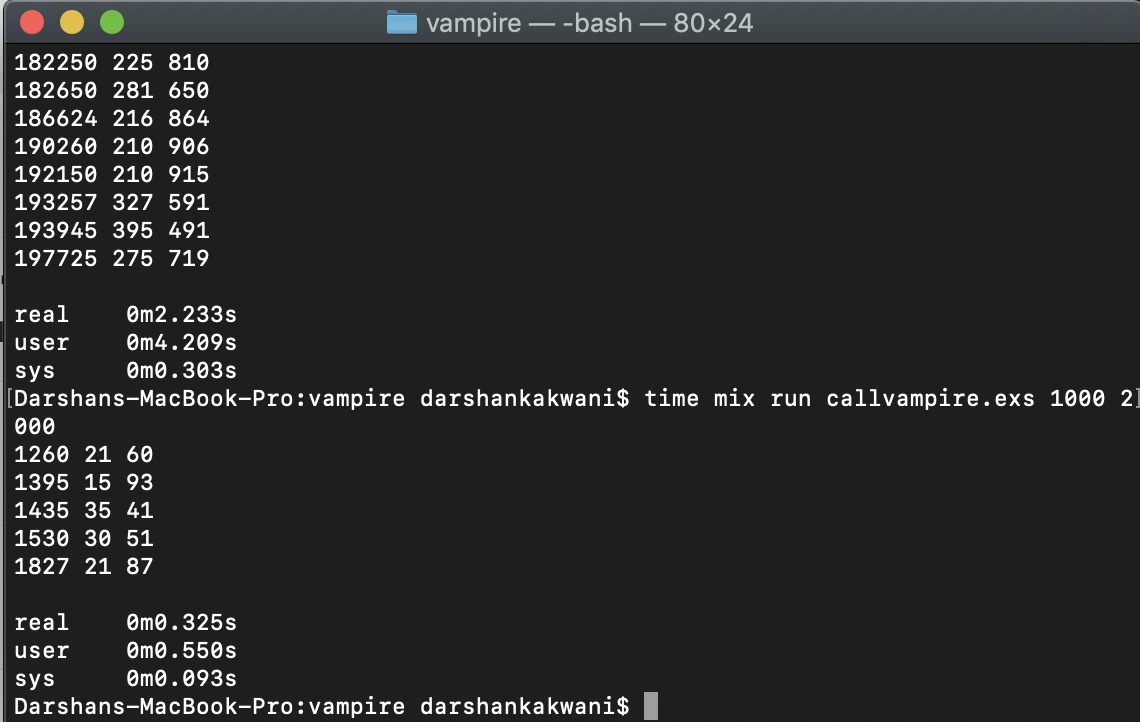 vampire — -bash — 80×24
182250 225 810
182650 281 650
186624 216 864
190260 210 906
192150 210 915
193257 327 591
193945 395 491
197725 275 719
real    0m2.233s
user    0m4.209s
sys     0m0.303s
[Darshans-MacBook-Pro:vampire darshankakwani$ time mix run callvampire.exs 1000 2]
000
1260 21 60
1395 15 93
1435 35 41
1530 30 51
1827 21 87
real    0m0.325s
user    0m0.550s
sys     0m0.093s
Darshans-MacBook-Pro:vampire darshankakwani$